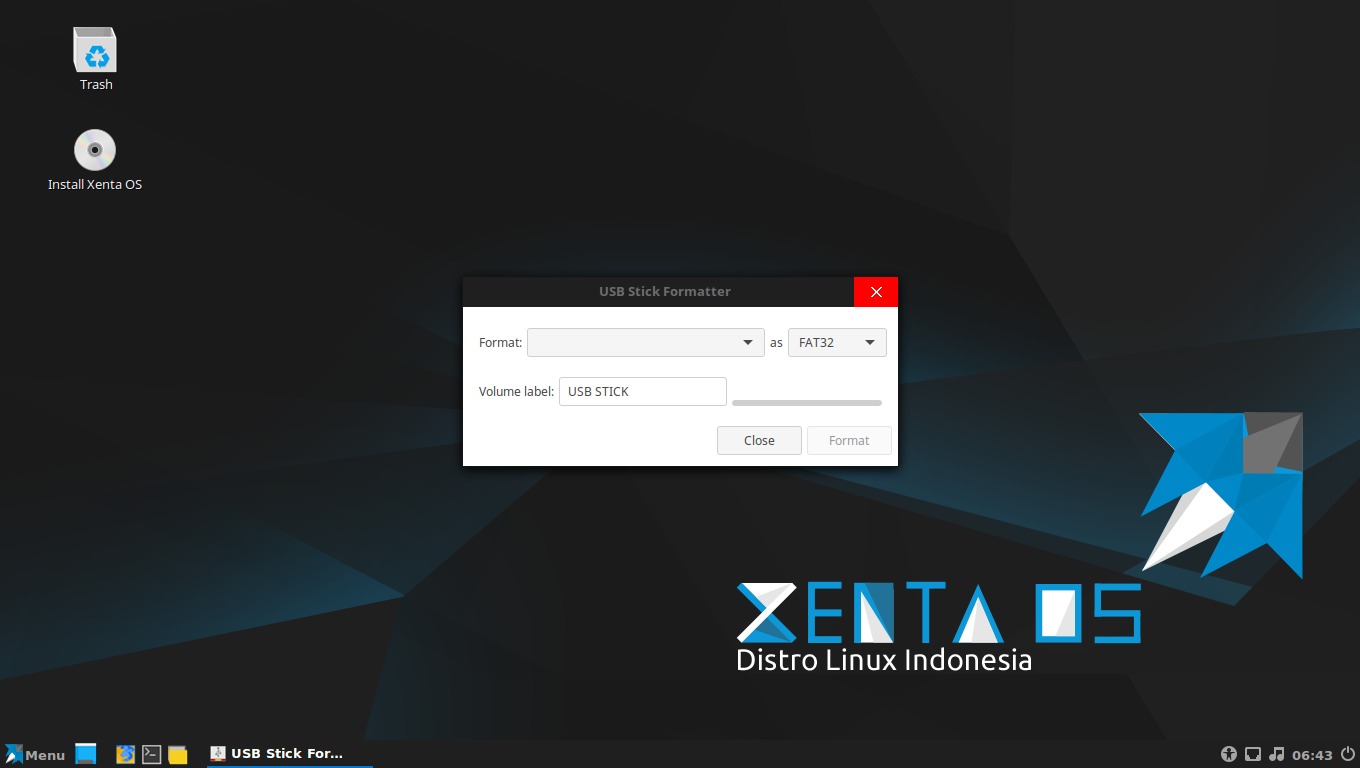 Trash
Install Xenta OS
USB Stick Formatter
Format:
as
FAT32
Volume label:
USB STICK
Close
Format
XENTA OS
Distro Linux Indonesia
Menu
USB Stick For...
06:43